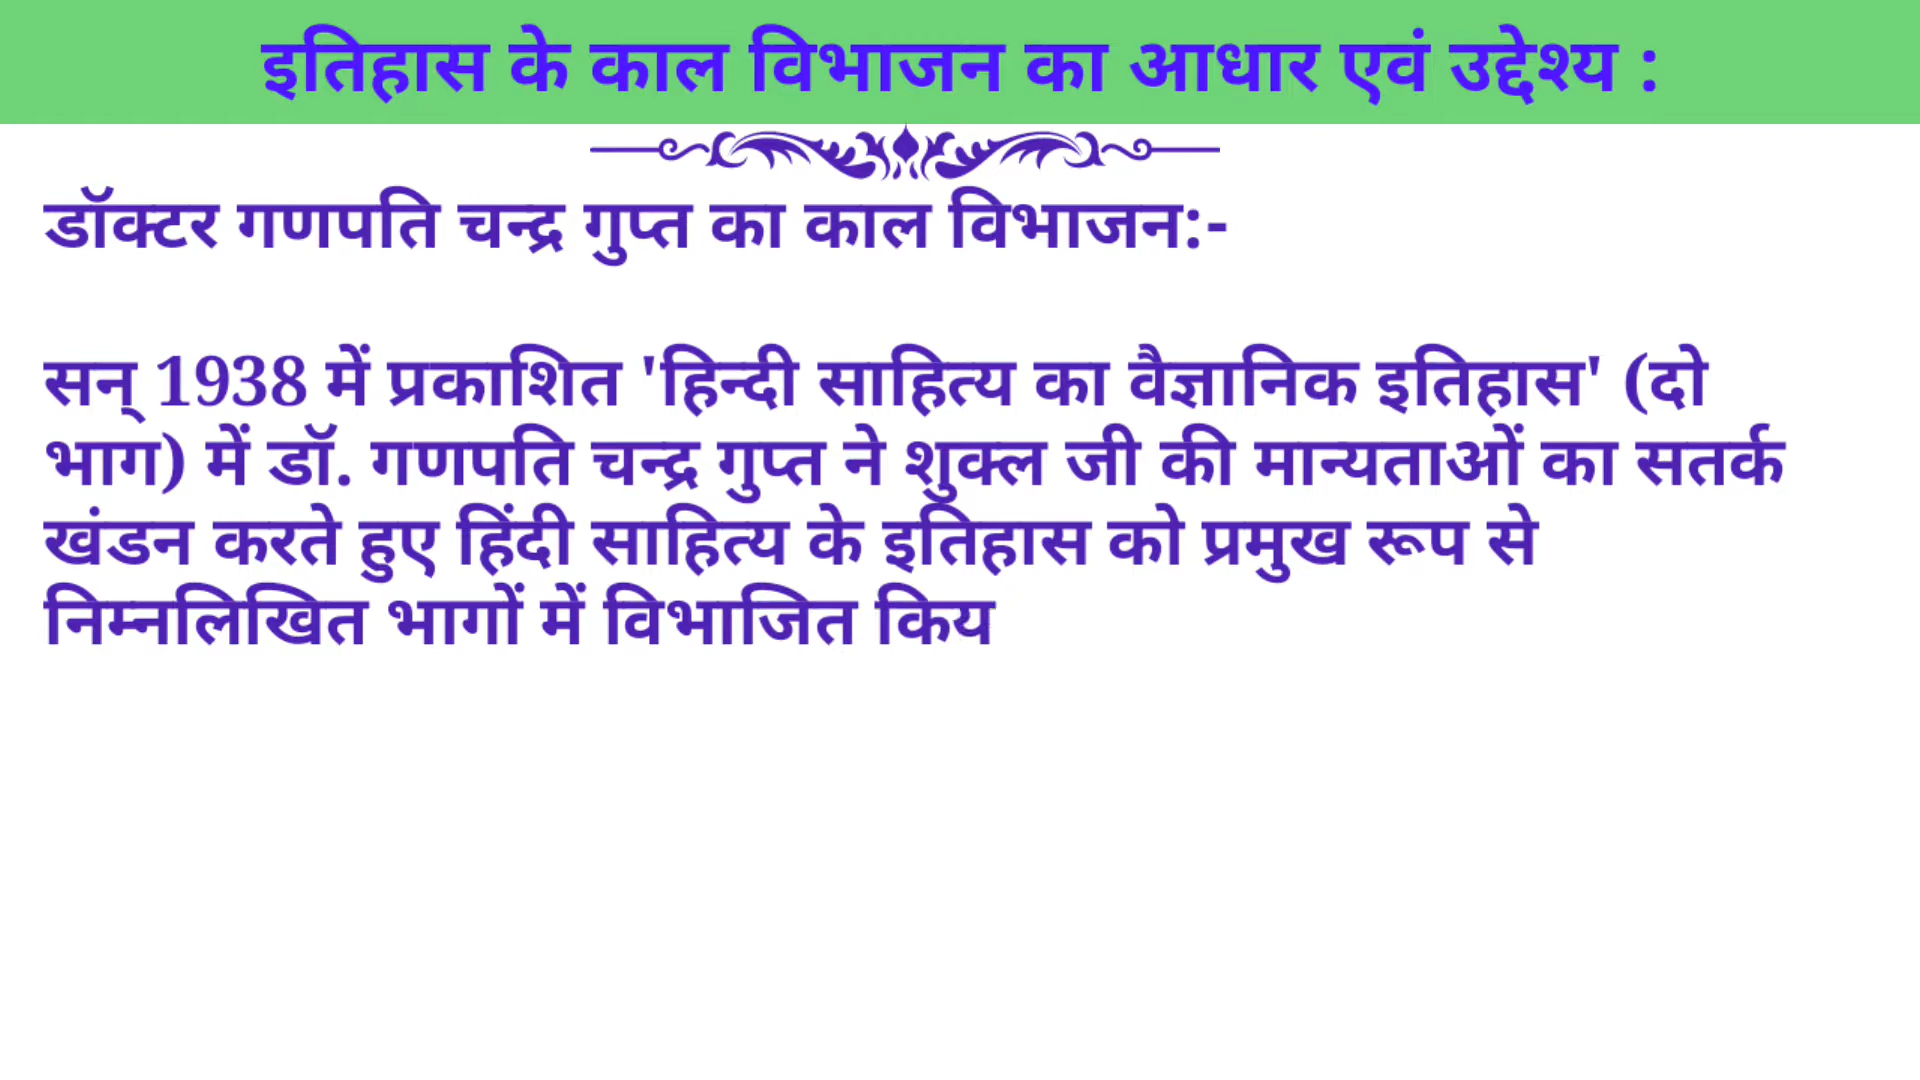 इतिहास के काल विभाजन का आधार एवं उद्देश्य :
डॉक्टर गणपति चन्द्र गुप्त का काल विभाजन:-
सन् 1938 में प्रकाशित 'हिन्दी साहित्य का वैज्ञानिक इतिहास' (दो
भाग) में डॉ. गणपति चन्द्र गुप्त ने शुक्ल जी की मान्यताओं का सतर्क
खंडन करते हुए हिंदी साहित्य के इतिहास को प्रमुख रूप से
निम्नलिखित भागों में विभाजित किय